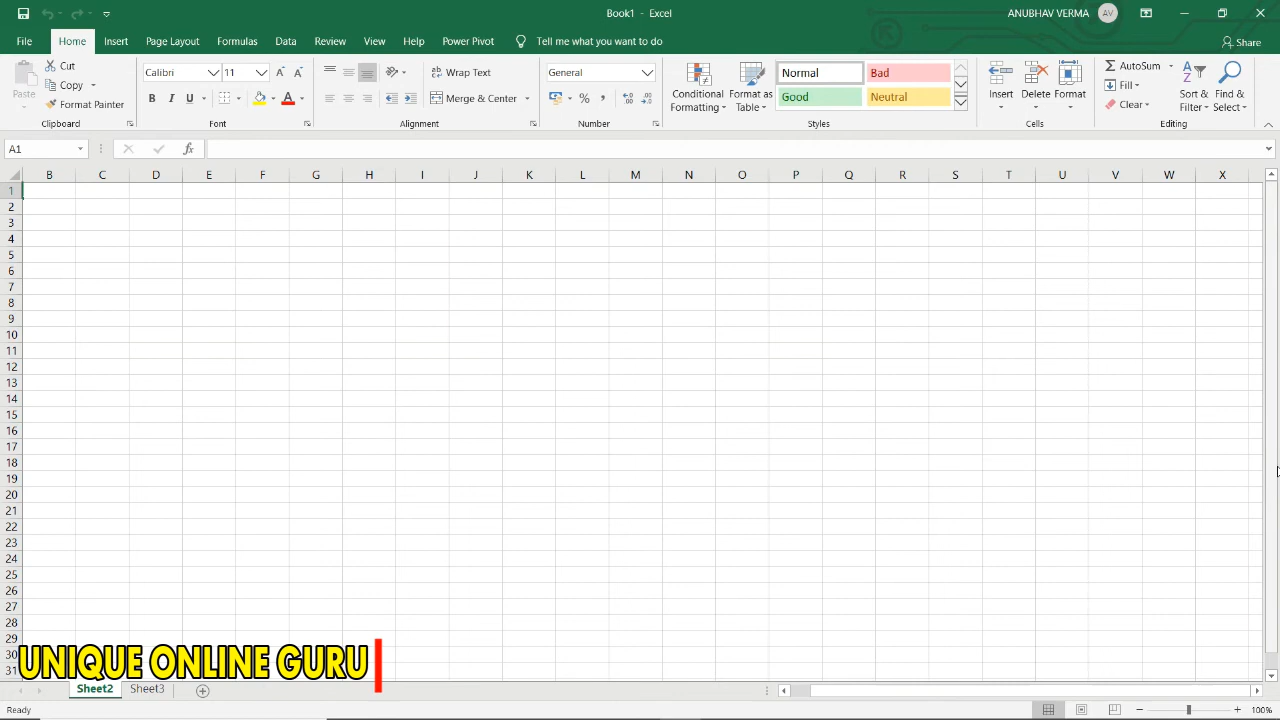 Book1 - Excel
ANUBHAV VERMA AV
File Home Insert Page Layout Formulas Data Review View Help Power Pivot Tell me what you want to do Share
Paste
Cut
Copy
Format Painter
Clipboard
Calibri 11
B I U A
Font
Wrap Text
Merge & Center
Alignment
General
%
Number
Conditional Formatting
Format as Table
Normal Bad
Good Neutral
Styles
Insert Delete Format
Cells
AutoSum
Fill
Clear
Sort & Filter
Find & Select
Editing
A1 fx
B C D E F G H I J K L M N O P Q R S T U V W X
1
2
3
4
5
6
7
8
9
10
11
12
13
14
15
16
17
18
19
20
21
22
23
24
25
26
27
28
29
30
31
UNIQUE ONLINE GURU
Sheet2 Sheet3
Ready 100%